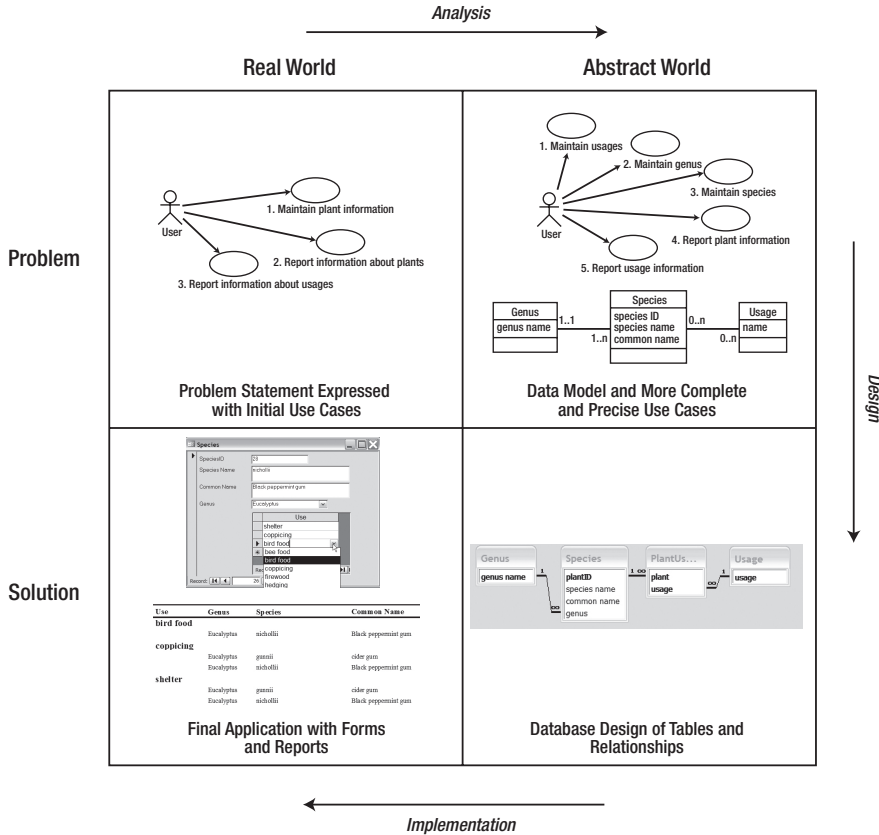 Analysis
Real World
Abstract World
Problem
User
1. Maintain plant information
2. Report information about plants
3. Report information about usages
Problem Statement Expressed
with Initial Use Cases
1. Maintain usages
2. Maintain genus
3. Maintain species
User
4. Report plant information
5. Report usage information
Genus
genus name
1..1
1..n
Species
species ID
species name
common name
0..n
0..n
Usage
name
Data Model and More Complete
and Precise Use Cases
Design
Solution
Species
SpeciesID
Species Name
nichollii
Common Name
Black peppermint gum
Genus
Eucalyptus
Use
shelter
coppicing
bird food
bee food
bird food
coppicing
firewood
hedging
Record:
Use Genus Species Common Name
bird food
Eucalyptus nichollii Black peppermint gum
coppicing
Eucalyptus gunnii cider gum
Eucalyptus nichollii Black peppermint gum
shelter
Eucalyptus gunnii cider gum
Eucalyptus nichollii Black peppermint gum
Final Application with Forms
and Reports
Genus
genus name
1
∞
Species
plantID
species name
common name
genus
1 ∞
PlantUs...
plant
usage
∞ 1
Usage
usage
Database Design of Tables and
Relationships
Implementation